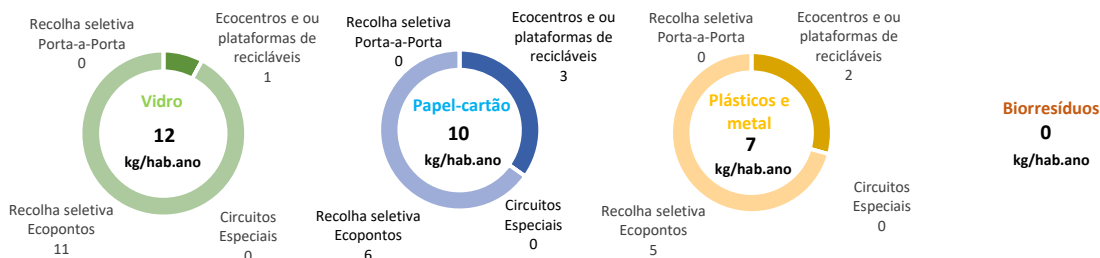 Recolha seletiva
Porta-a-Porta
0
Ecocentros e ou
plataformas de
recicláveis
1
Vidro
12
kg/hab.ano
Recolha seletiva
Ecopontos
11
Circuitos
Especiais
0
Recolha seletiva
Porta-a-Porta
0
Ecocentros e ou
plataformas de
recicláveis
3
Papel-cartão
10
kg/hab.ano
Recolha seletiva
Ecopontos
6
Circuitos
Especiais
0
Recolha seletiva
Porta-a-Porta
0
Ecocentros e ou
plataformas de
recicláveis
2
Plásticos e
metal
7
kg/hab.ano
Recolha seletiva
Ecopontos
5
Circuitos
Especiais
0
Biorresíduos
0
kg/hab.ano